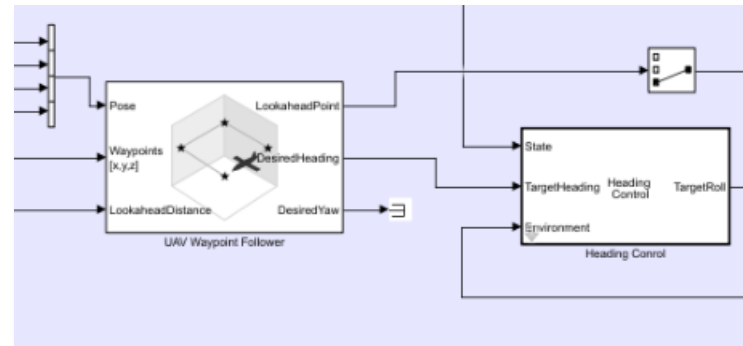 Pose
LookaheadPoint
Waypoints
[x,y,z]
DesiredHeading
LookaheadDistance
DesiredYaw
UAV Waypoint Follower
State
TargetHeading
Heading
Control
TargetRoll
Environment
Heading Conrol